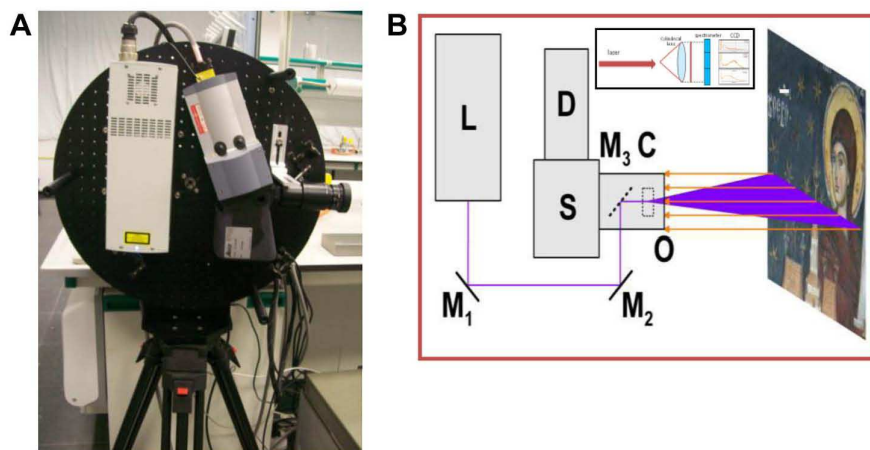 A
B
L
D
S
M₃ C
O
M₁
M₂
Laser
Cylindrical
lens
spectrometer
CCD